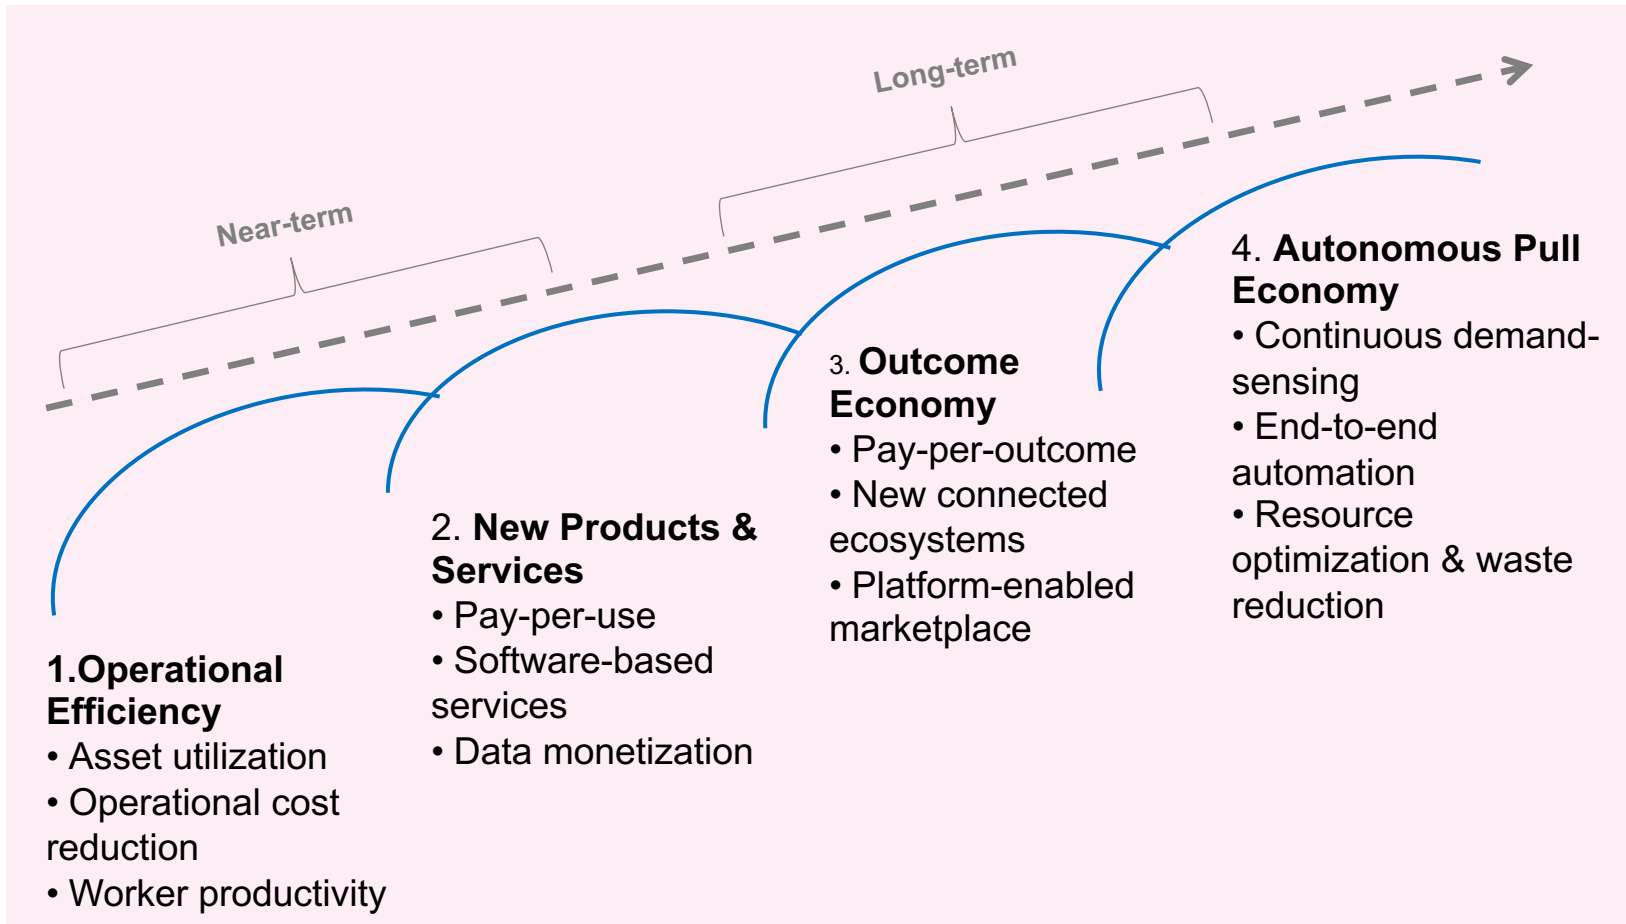 Long-term
Near-term
1.Operational
Efficiency
• Asset utilization
• Operational cost
reduction
• Worker productivity
2. New Products &
Services
• Pay-per-use
• Software-based
services
• Data monetization
3. Outcome
Economy
• Pay-per-outcome
• New connected
ecosystems
• Platform-enabled
marketplace
4. Autonomous Pull
Economy
• Continuous demand-
sensing
• End-to-end
automation
• Resource
optimization & waste
reduction